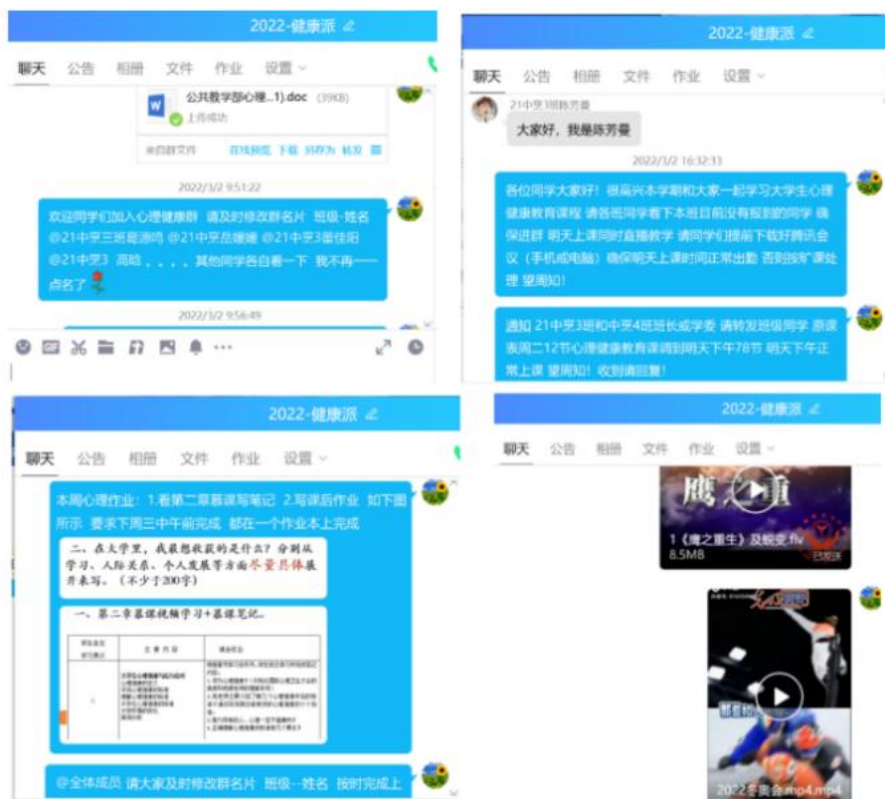 2022-健康派
聊天 公告 相册 文件 作业 设置
公共教学部心理...1).doc (39KB)
上传成功
来自群文件 在线预览 下载 另存为 转发
2022/3/2 9:51:22
欢迎同学们加入心理健康群 请及时修改群名片 班级-姓名
@21中烹三班葛源鸣 @21中烹岳媛媛 @21中烹3董佳阳
@21中烹3 高晗 。。。。其他同学各自看一下 我不再一一
点名了
2022/3/2 9:56:49
2022-健康派
聊天 公告 相册 文件 作业 设置
21中烹3班陈芳曼
大家好，我是陈芳曼
2022/3/2 16:32:33
各位同学大家好！很高兴本学期和大家一起学习大学生心理
健康教育课程 请各班同学看下本班目前没有报到的同学 确
保进群 明天上课同时直播教学 请同学们提前下载好腾讯会
议（手机或电脑）确保明天上课时间正常出勤 否则按旷课处
理 望周知！
通知 21中烹3班和中烹4班班长或学委 请转发班级同学 原课
表周二12节心理健康教育课调到明天下午78节 明天下午正
常上课 望周知！收到请回复！
2022-健康派
聊天 公告 相册 文件 作业 设置
本周心理作业：1.看第二章慕课写笔记 2.写课后作业 如下图
所示 要求下周三中午前完成 都在一个作业本上完成
二、在大学里，我最想收获的是什么？分别从
学习、人际关系、个人发展等方面尽量具体展
开来写。（不少于200字）
一、第二章慕课视频学习+慕课笔记。
@全体成员 请大家及时修改群名片 班级--姓名 按时完成上
2022-健康派
聊天 公告 相册 文件 作业 设置
鹰之重
1《鹰之重生》及蜕变.flv
8.5MB
已发送
2022冬奥会.mp4.mp4